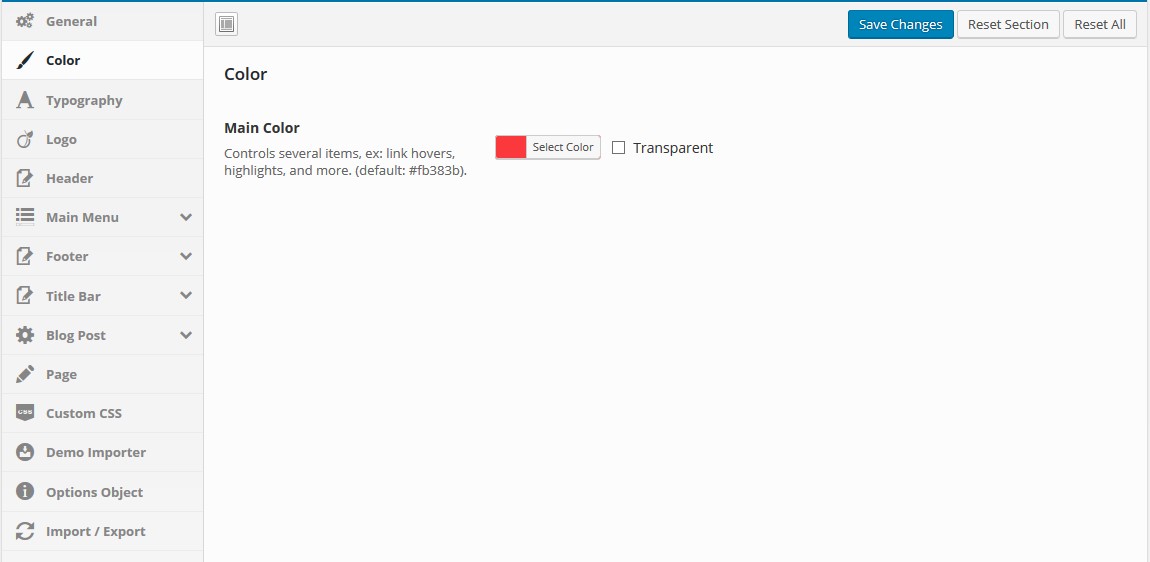 General
Color
Typography
Logo
Header
Main Menu
Footer
Title Bar
Blog Post
Page
CSS
Custom CSS
Demo Importer
Options Object
Import / Export
Save Changes
Reset Section
Reset All
Color
Main Color
Controls several items, ex: link hovers,
highlights, and more. (default: #fb383b).
Select Color
Transparent